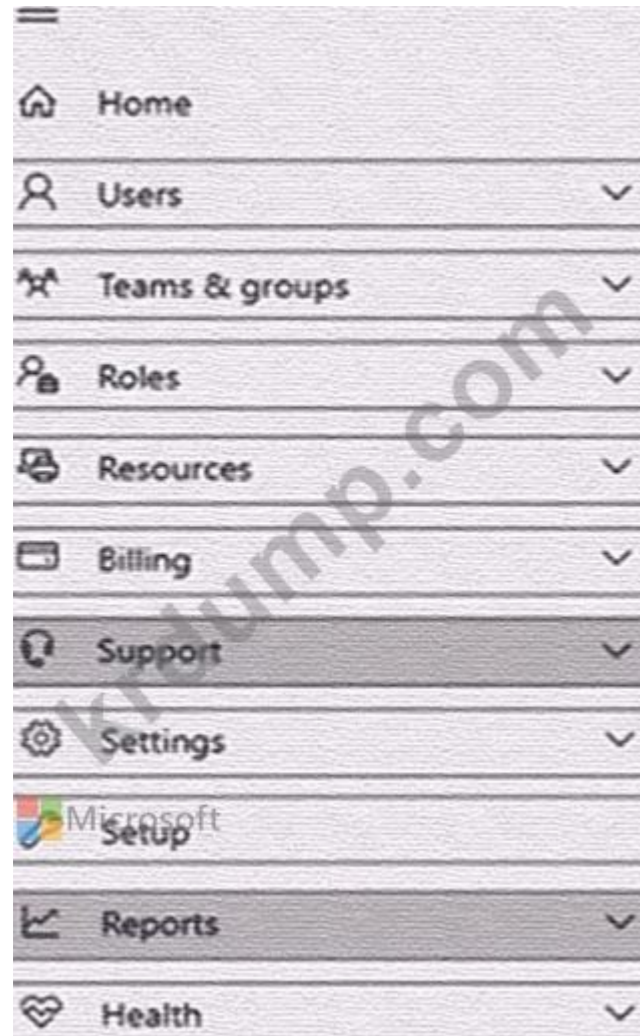 Home
Users
Teams & groups
Roles
Resources
Billing
Support
Settings
Microsoft
Setup
Reports
Health
krdump.com